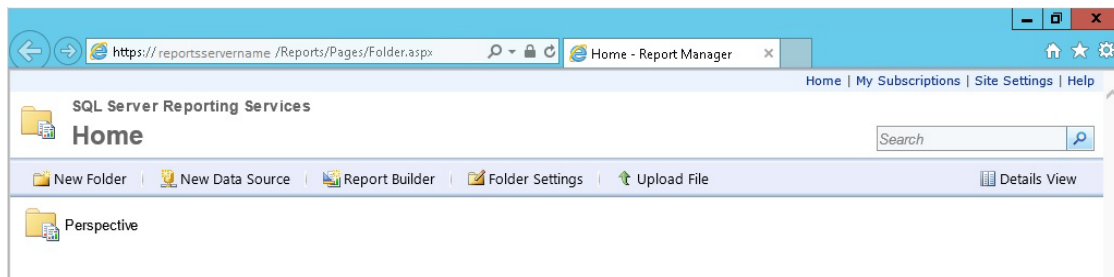 https:// reportsservername /Reports/Pages/Folder.aspx
Home - Report Manager
Home | My Subscriptions | Site Settings | Help
SQL Server Reporting Services
Home
Search
New Folder | New Data Source | Report Builder | Folder Settings | Upload File Details View
Perspective